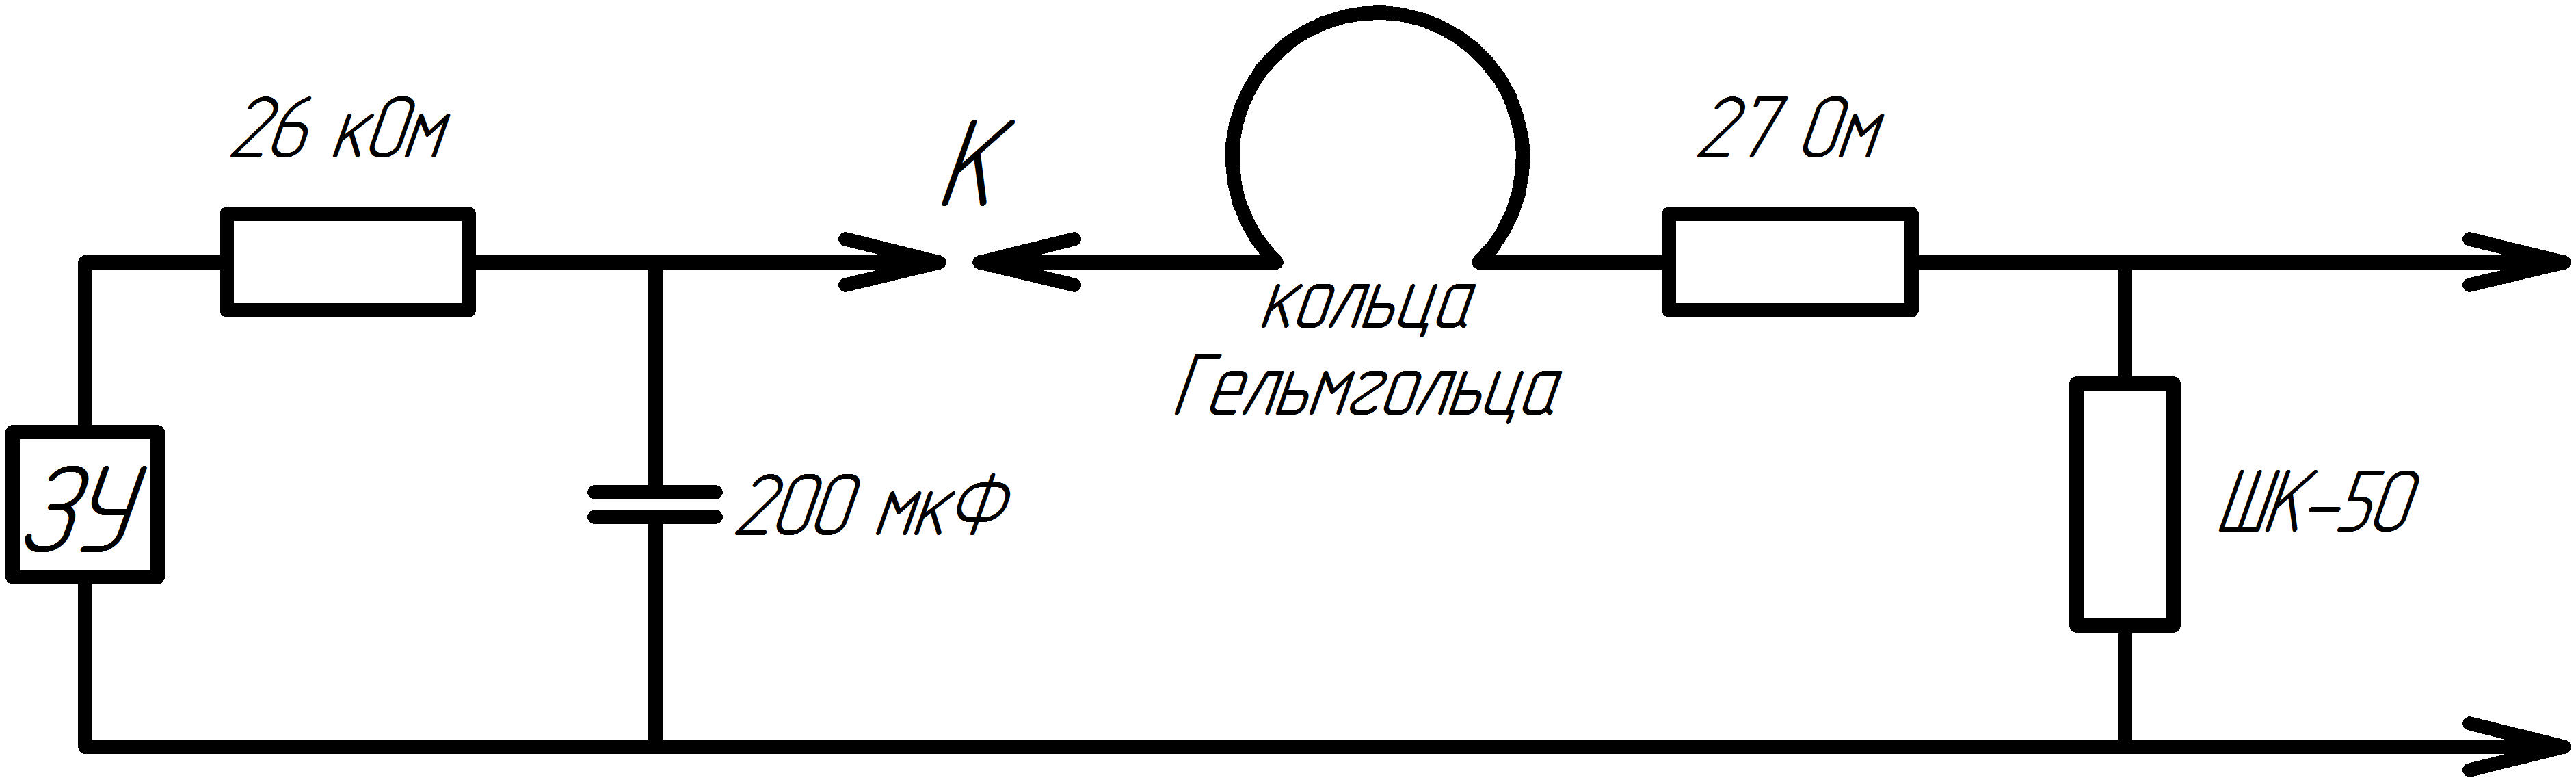 26 кОм
К
27 Ом
кольца
Гельмгольца
ЗУ
200 мкФ
ШК-50